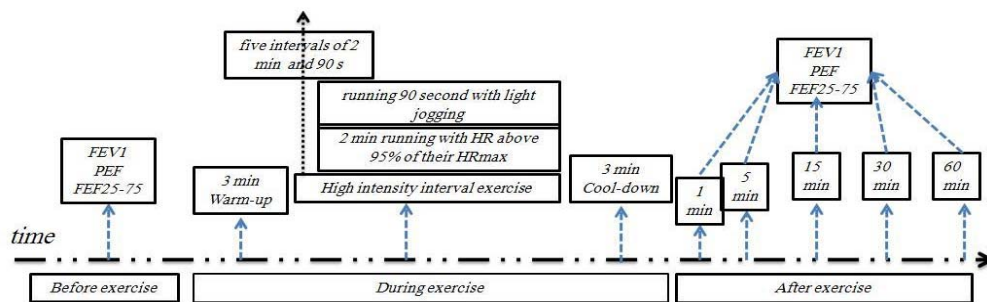 five intervals of 2
min and 90 s
FEV1
PEF
FEF25-75
running 90 second with light
jogging
2 min running with HR above
95% of their HRmax
FEV1
PEF
FEF25-75
3 min
Warm-up
High intensity interval exercise
3 min
Cool-down
1
min
5
min
15
min
30
min
60
min
time
Before exercise
During exercise
After exercise